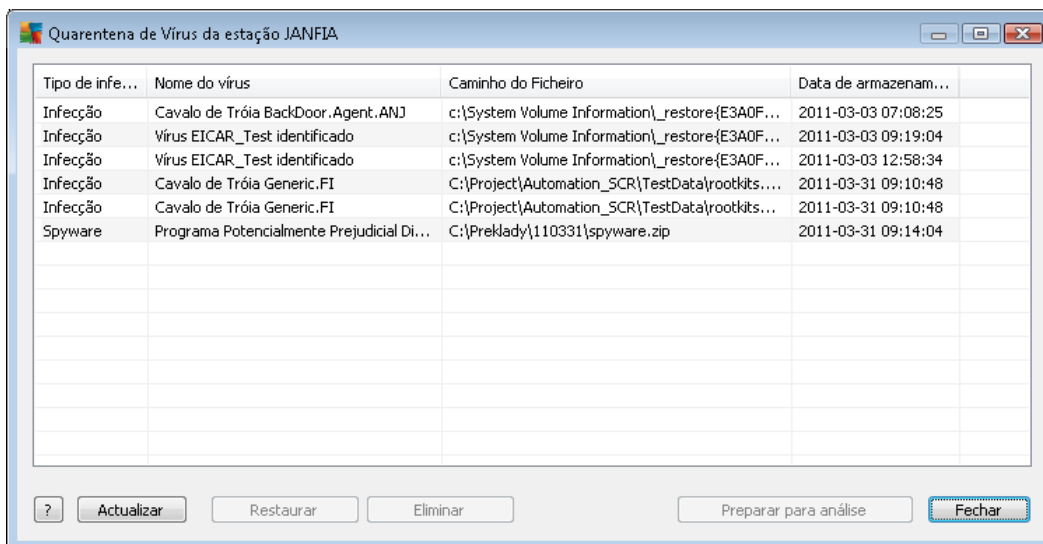 Quarentena de Vírus da estação JANFIA
Tipo de infe... Nome do vírus Caminho do Ficheiro Data de armazenam...
Infecção Cavalo de Tróia BackDoor.Agent.ANJ c:\System Volume Information\_restore{E3A0F... 2011-03-03 07:08:25
Infecção Vírus EICAR_Test identificado c:\System Volume Information\_restore{E3A0F... 2011-03-03 09:19:04
Infecção Vírus EICAR_Test identificado c:\System Volume Information\_restore{E3A0F... 2011-03-03 12:58:34
Infecção Cavalo de Tróia Generic.FI C:\Project\Automation_SCR\TestData\rootkits.... 2011-03-31 09:10:48
Infecção Cavalo de Tróia Generic.FI C:\Project\Automation_SCR\TestData\rootkits... 2011-03-31 09:10:48
Spyware Programa Potencialmente Prejudicial Di... C:\Preklady\110331\spyware.zip 2011-03-31 09:14:04
? Actualizar Restaurar Eliminar Preparar para análise Fechar